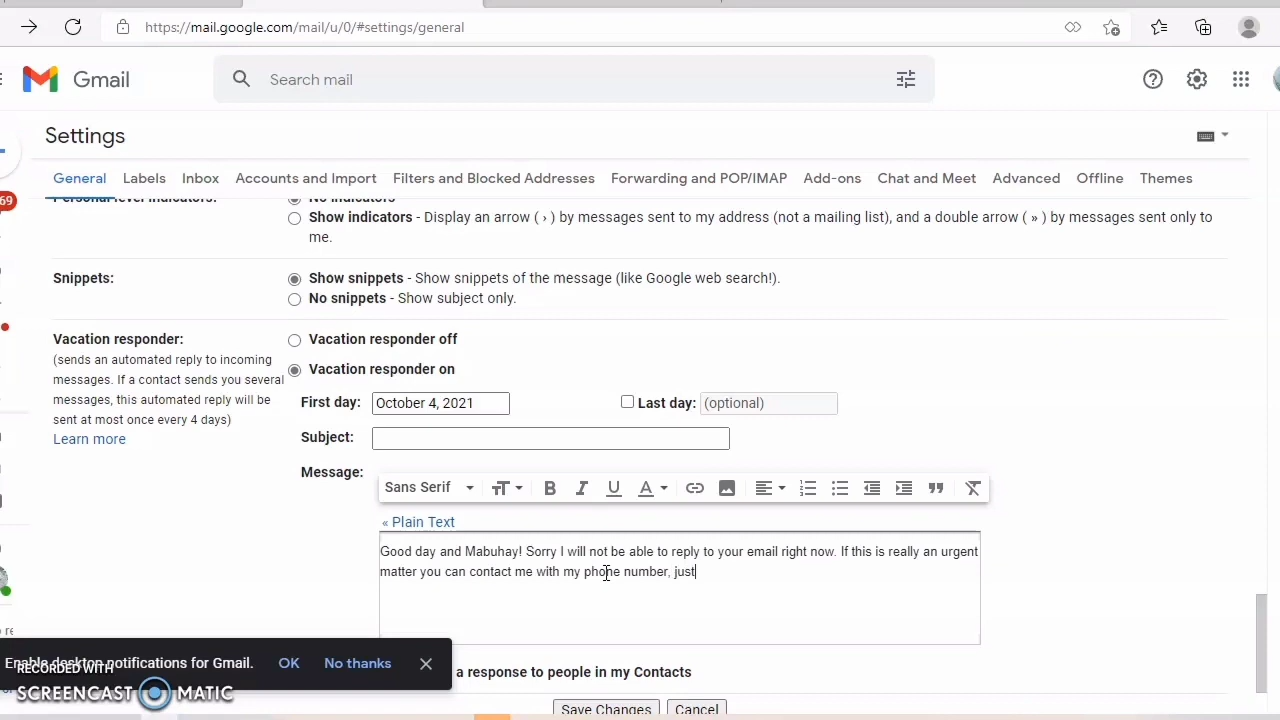 https://mail.google.com/mail/u/0/#settings/general
Gmail
Search mail
Settings
General Labels Inbox Accounts and Import Filters and Blocked Addresses Forwarding and POP/IMAP Add-ons Chat and Meet Advanced Offline Themes
69
Personal level indicators: No indicators
Show indicators - Display an arrow ( › ) by messages sent to my address (not a mailing list), and a double arrow ( » ) by messages sent only to
me.
Snippets:
Show snippets - Show snippets of the message (like Google web search!).
No snippets - Show subject only.
Vacation responder:
(sends an automated reply to incoming
messages. If a contact sends you several
messages, this automated reply will be
sent at most once every 4 days)
Learn more
Vacation responder off
Vacation responder on
First day: October 4, 2021 Last day: (optional)
Subject:
Message:
Sans Serif
« Plain Text
Good day and Mabuhay! Sorry I will not be able to reply to your email right now. If this is really an urgent
matter you can contact me with my phone number, just
Enable desktop notifications for Gmail. OK No thanks
a response to people in my Contacts
RECORDED WITH
SCREENCAST MATIC
Save Changes Cancel